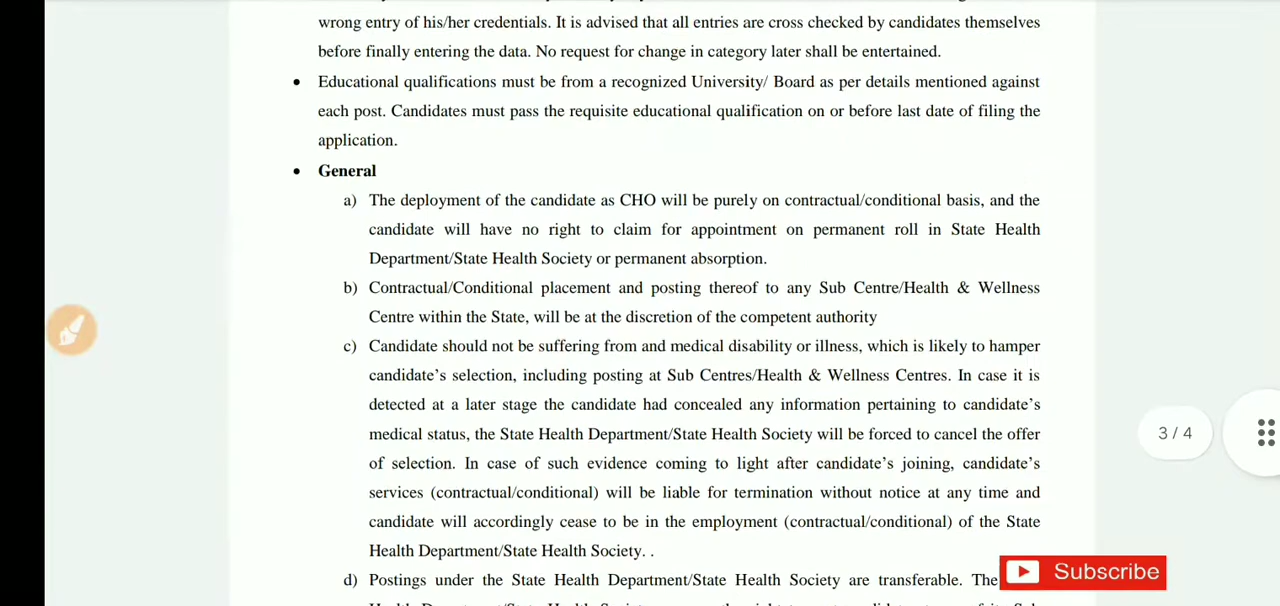 wrong entry of his/her credentials. It is advised that all entries are cross checked by candidates themselves
before finally entering the data. No request for change in category later shall be entertained.
• Educational qualifications must be from a recognized University/ Board as per details mentioned against
each post. Candidates must pass the requisite educational qualification on or before last date of filing the
application.
• General
a) The deployment of the candidate as CHO will be purely on contractual/conditional basis, and the
candidate will have no right to claim for appointment on permanent roll in State Health
Department/State Health Society or permanent absorption.
b) Contractual/Conditional placement and posting thereof to any Sub Centre/Health & Wellness
Centre within the State, will be at the discretion of the competent authority
c) Candidate should not be suffering from and medical disability or illness, which is likely to hamper
candidate’s selection, including posting at Sub Centres/Health & Wellness Centres. In case it is
detected at a later stage the candidate had concealed any information pertaining to candidate’s
medical status, the State Health Department/State Health Society will be forced to cancel the offer
of selection. In case of such evidence coming to light after candidate’s joining, candidate’s
services (contractual/conditional) will be liable for termination without notice at any time and
candidate will accordingly cease to be in the employment (contractual/conditional) of the State
Health Department/State Health Society. .
d) Postings under the State Health Department/State Health Society are transferable. The
3 / 4
Subscribe